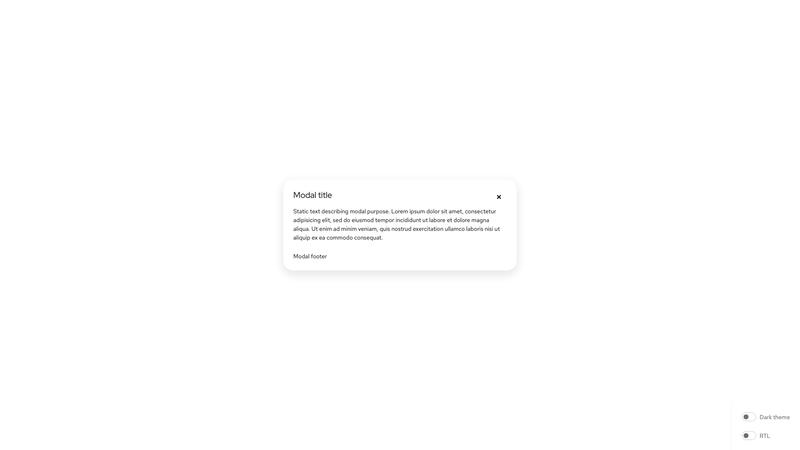 Modal title
Static text describing modal purpose. Lorem ipsum dolor sit amet, consectetur
adipisicing elit, sed do eiusmod tempor incididunt ut labore et dolore magna
aliqua. Ut enim ad minim veniam, quis nostrud exercitation ullamco laboris nisi ut
aliquip ex ea commodo consequat.
Modal footer
Dark theme
RTL